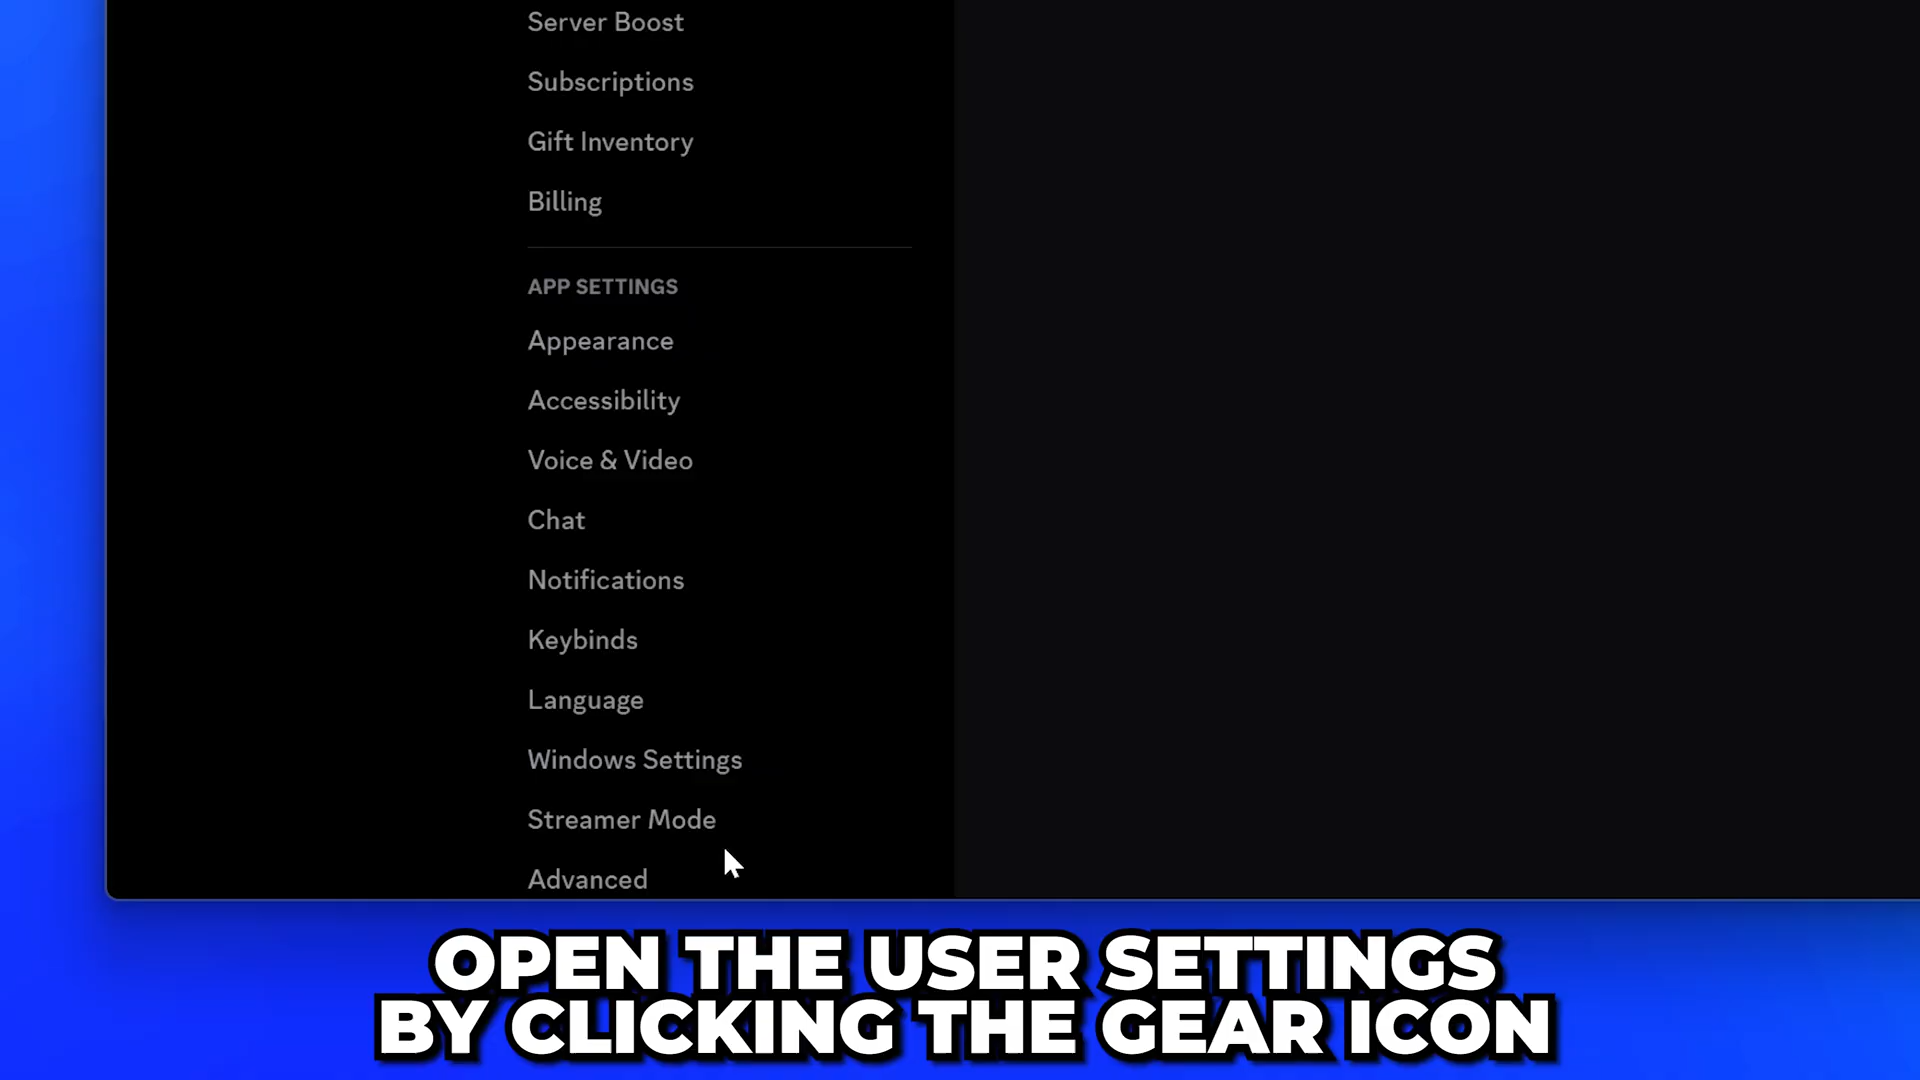 Server Boost
Subscriptions
Gift Inventory
Billing
APP SETTINGS
Appearance
Accessibility
Voice & Video
Chat
Notifications
Keybinds
Language
Windows Settings
Streamer Mode
Advanced
OPEN THE USER SETTINGS
BY CLICKING THE GEAR ICON